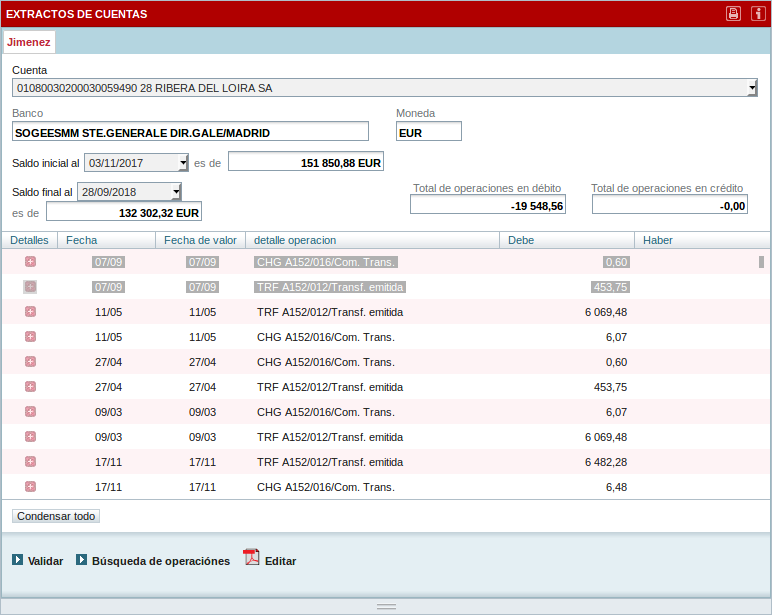 EXTRACTOS DE CUENTAS
Jimenez
Cuenta
01080030200030059490 28 RIBERA DEL LOIRA SA
Banco Moneda
SOGEESMM STE.GENERALE DIR.GALE/MADRID EUR
Saldo inicial al 03/11/2017 es de 151 850,88 EUR
Saldo final al 28/09/2018 Total de operaciones en débito Total de operaciones en crédito
es de 132 302,32 EUR -19 548,56 -0,00
Detalles Fecha Fecha de valor detalle operacion Debe Haber
07/09 07/09 CHG A152/016/Com. Trans. 0,60
07/09 07/09 TRF A152/012/Transf. emitida 453,75
11/05 11/05 TRF A152/012/Transf. emitida 6 069,48
11/05 11/05 CHG A152/016/Com. Trans. 6,07
27/04 27/04 CHG A152/016/Com. Trans. 0,60
27/04 27/04 TRF A152/012/Transf. emitida 453,75
09/03 09/03 CHG A152/016/Com. Trans. 6,07
09/03 09/03 TRF A152/012/Transf. emitida 6 069,48
17/11 17/11 TRF A152/012/Transf. emitida 6 482,28
17/11 17/11 CHG A152/016/Com. Trans. 6,48
Condensar todo
Validar Búsqueda de operaciónes Editar